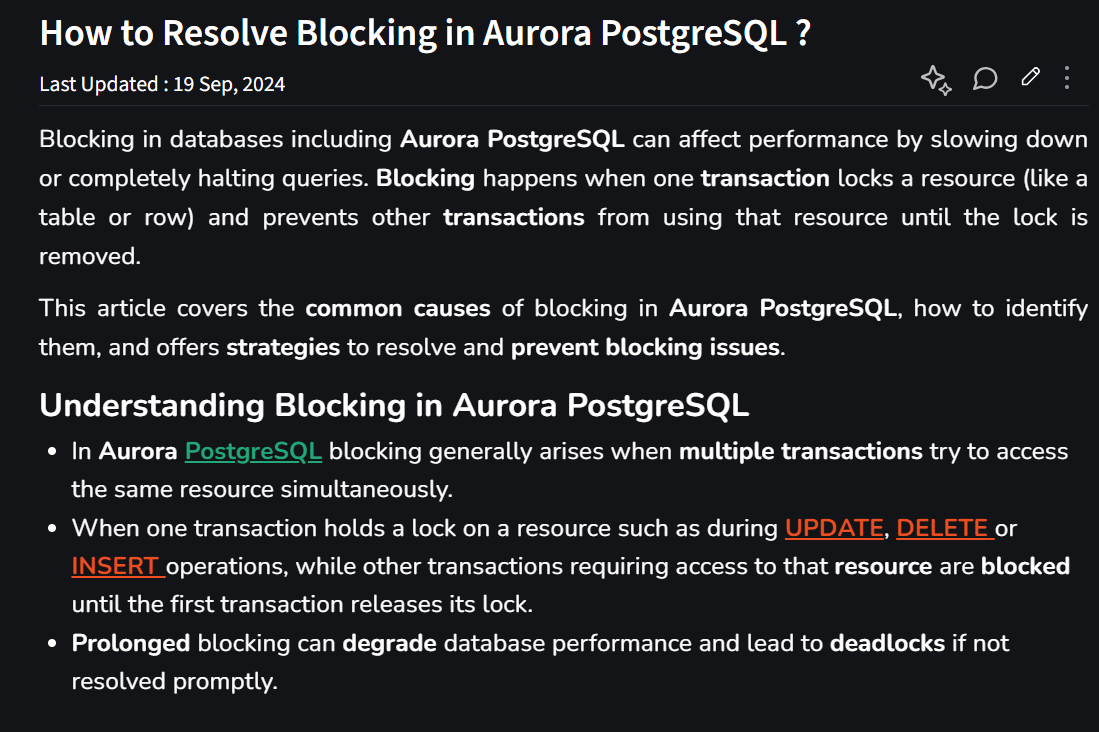 How to Resolve Blocking in Aurora PostgreSQL ?
Last Updated : 19 Sep, 2024
Blocking in databases including Aurora PostgreSQL can affect performance by slowing down
or completely halting queries. Blocking happens when one transaction locks a resource (like a
table or row) and prevents other transactions from using that resource until the lock is
removed.
This article covers the common causes of blocking in Aurora PostgreSQL, how to identify
them, and offers strategies to resolve and prevent blocking issues.
Understanding Blocking in Aurora PostgreSQL
• In Aurora PostgreSQL blocking generally arises when multiple transactions try to access
the same resource simultaneously.
• When one transaction holds a lock on a resource such as during UPDATE, DELETE or
INSERT operations, while other transactions requiring access to that resource are blocked
until the first transaction releases its lock.
• Prolonged blocking can degrade database performance and lead to deadlocks if not
resolved promptly.